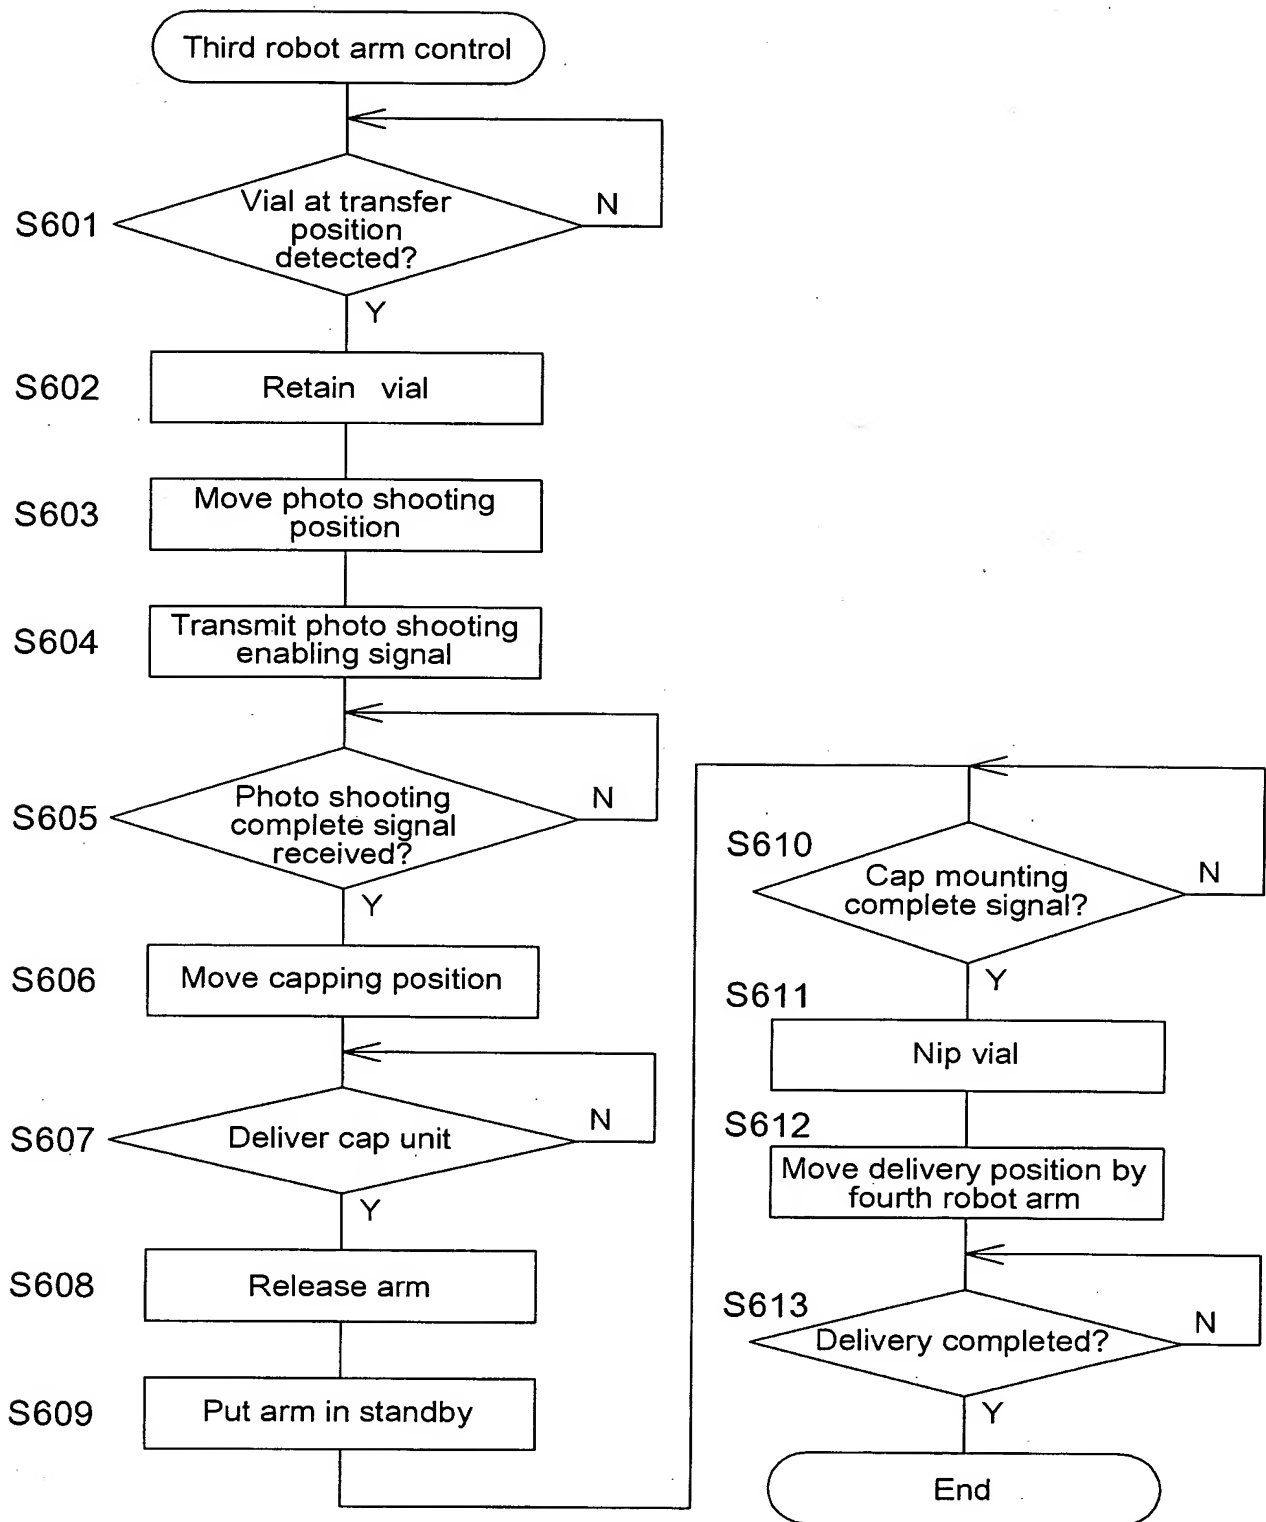 Third robot arm control
S601
Vial at transfer
position
detected?
N
Y
S602
Retain vial
S603
Move photo shooting
position
S604
Transmit photo shooting
enabling signal
S605
Photo shooting
complete signal
received?
N
Y
S606
Move capping position
S607
Deliver cap unit
N
Y
S608
Release arm
S609
Put arm in standby
S610
Cap mounting
complete signal?
N
Y
S611
Nip vial
S612
Move delivery position by
fourth robot arm
S613
Delivery completed?
N
Y
End